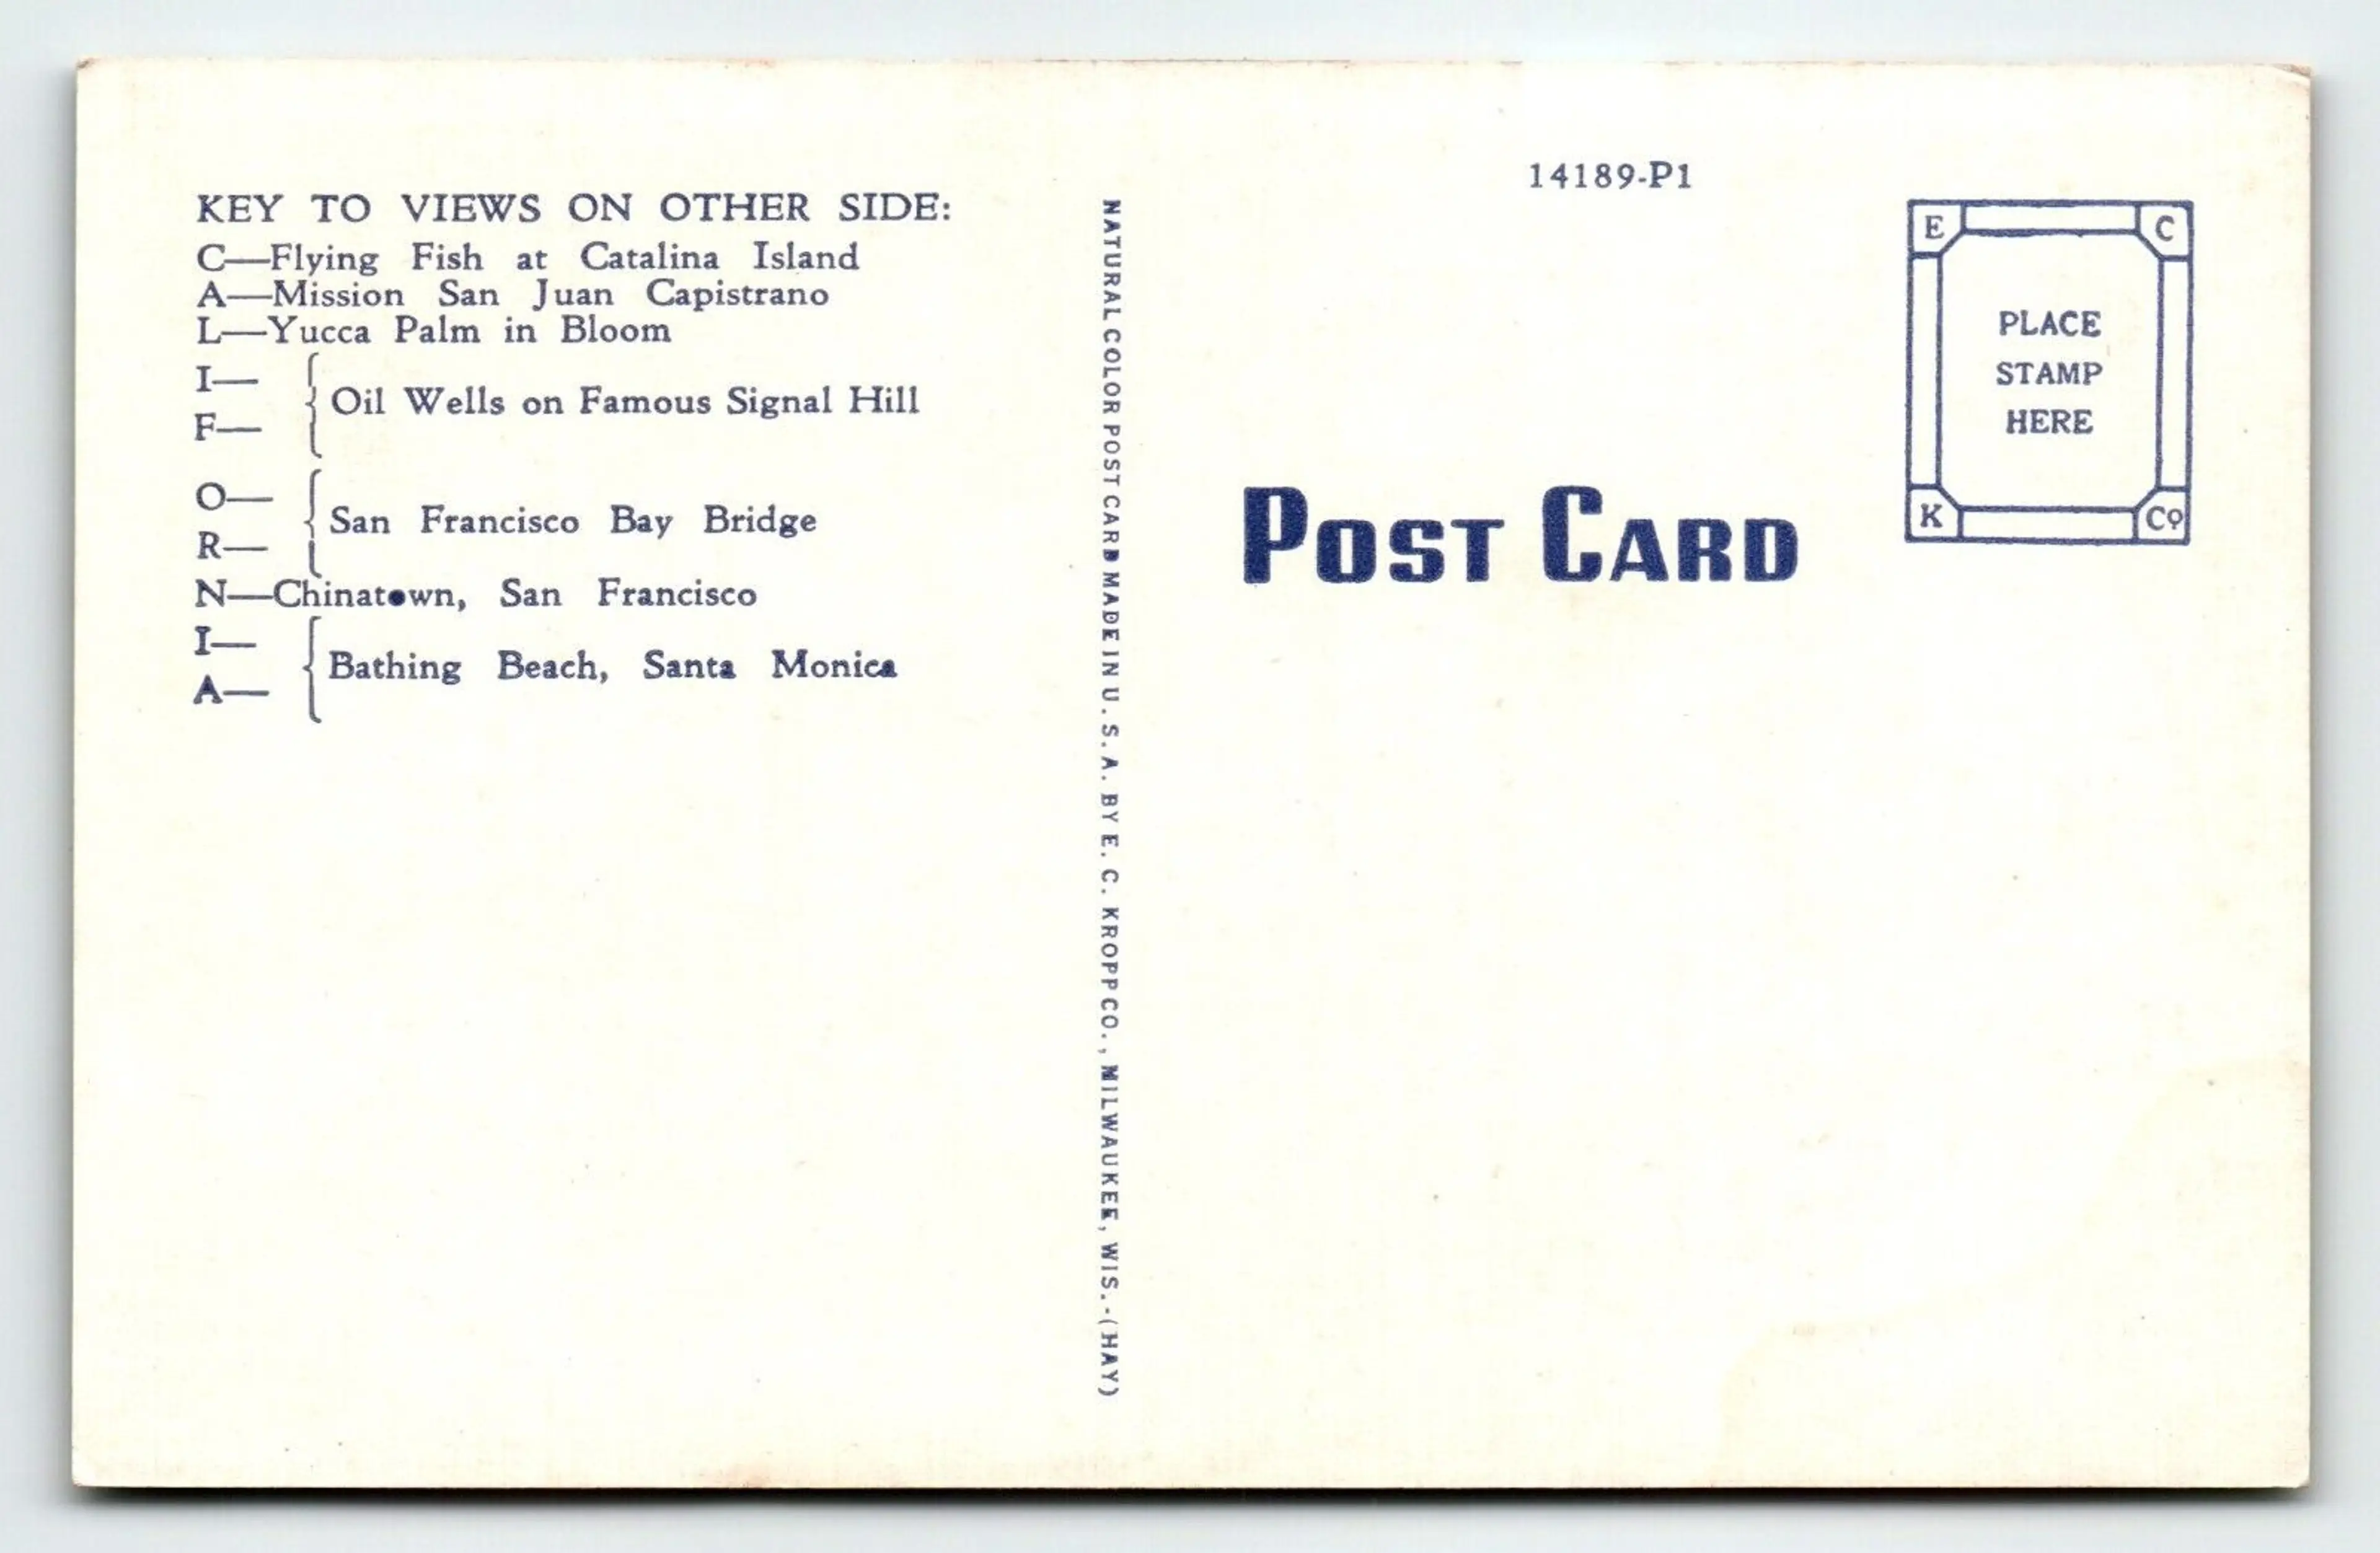 KEY TO VIEWS ON OTHER SIDE:
C—Flying Fish at Catalina Island
A—Mission San Juan Capistrano
L—Yucca Palm in Bloom
I—
F—
Oil Wells on Famous Signal Hill
O—
R—
San Francisco Bay Bridge
N—Chinatown, San Francisco
I—
A—
Bathing Beach, Santa Monica
NATURAL COLOR POST CARD MADE IN U. S. A. BY E. C. KROPP CO., MILWAUKEE, WIS.-(HAY)
14189-P1
POST CARD
E C
PLACE
STAMP
HERE
K Co